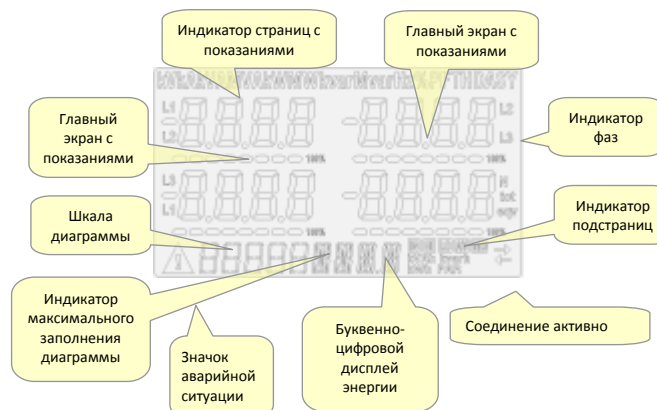 Индикатор страниц с
показаниями
Главный экран с
показаниями
Главный
экран с
показаниями
Индикатор
фаз
L1
L2
L2
L3
100%
100%
L3
L1
N
tot
eqv
100%
100%
Шкала
диаграммы
Индикатор
подстраниц
Индикатор
максимального
заполнения
диаграммы
Значок
аварийной
ситуации
Буквенно-
цифровой
дисплей
энергии
Соединение активно